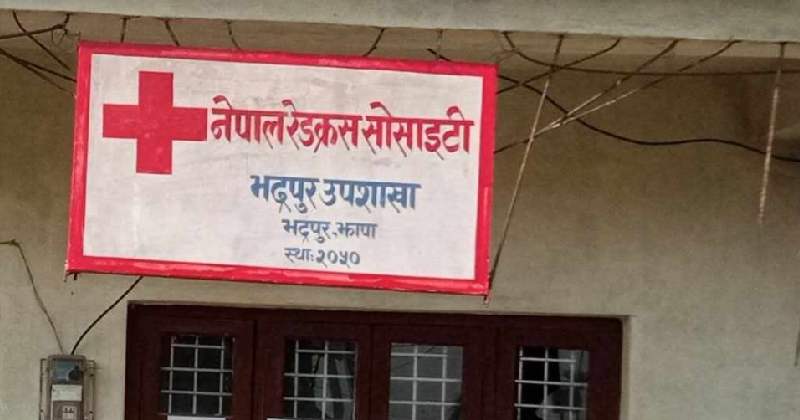 नेपाल रेडक्रस सोसाइटी
भद्रपुर उपशाखा
भद्रपुर, झापा
स्था: २०५०